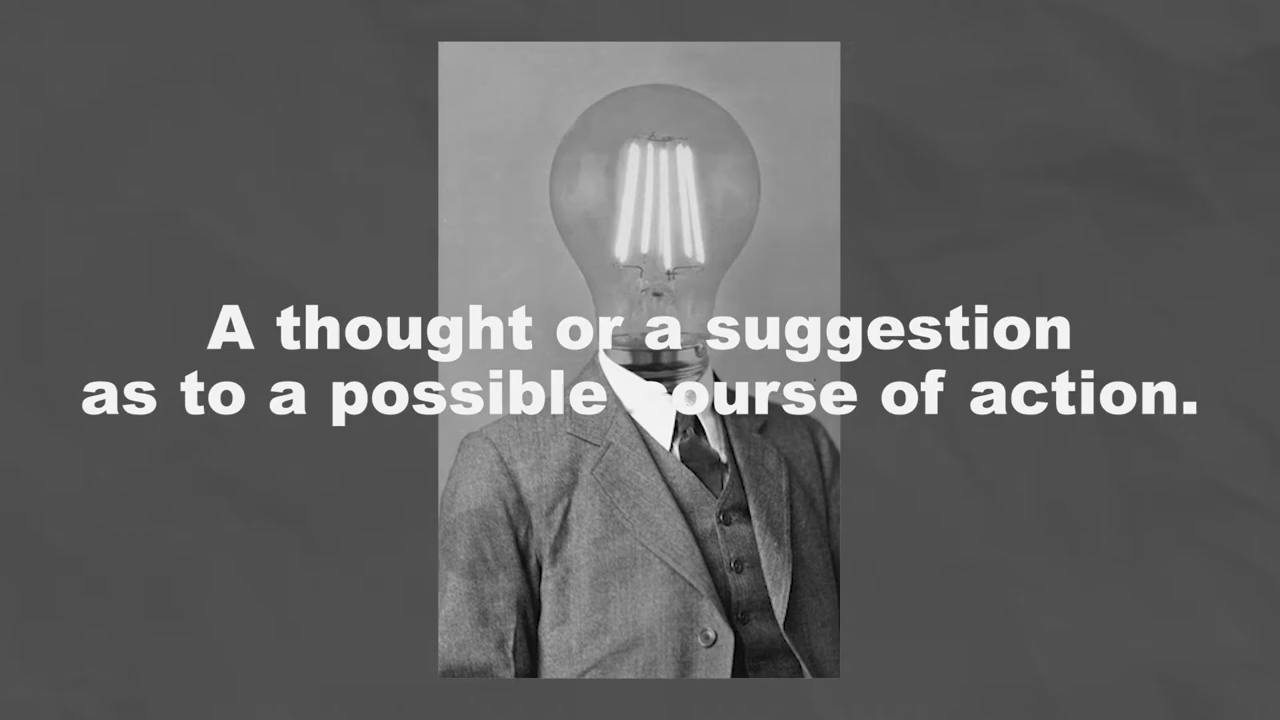 A thought or a suggestion
as to a possible course of action.